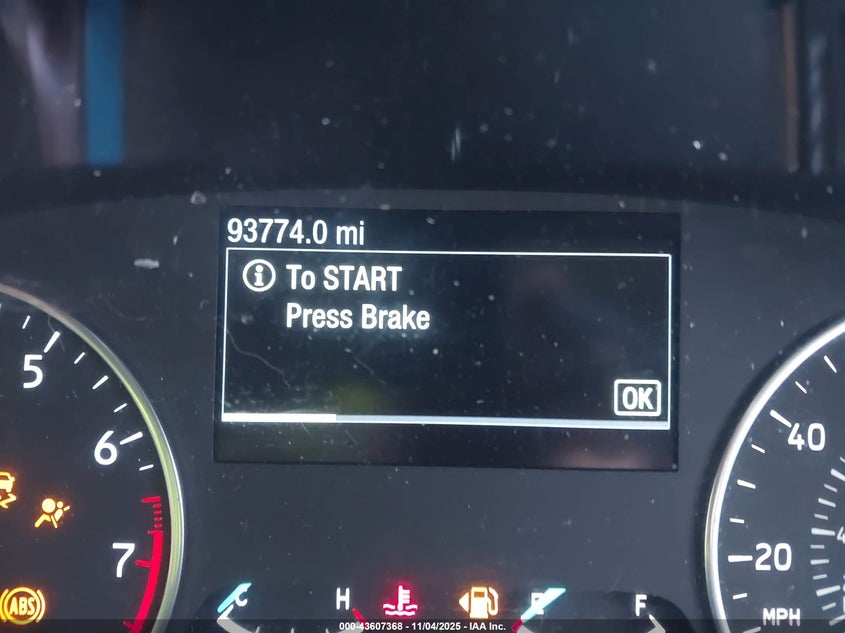 93774.0 mi
To START
Press Brake
OK
5
6
7
40
20
MPH
ABS
C
H
E
F
000-43607368 - 11/04/2025 - IAA Inc.